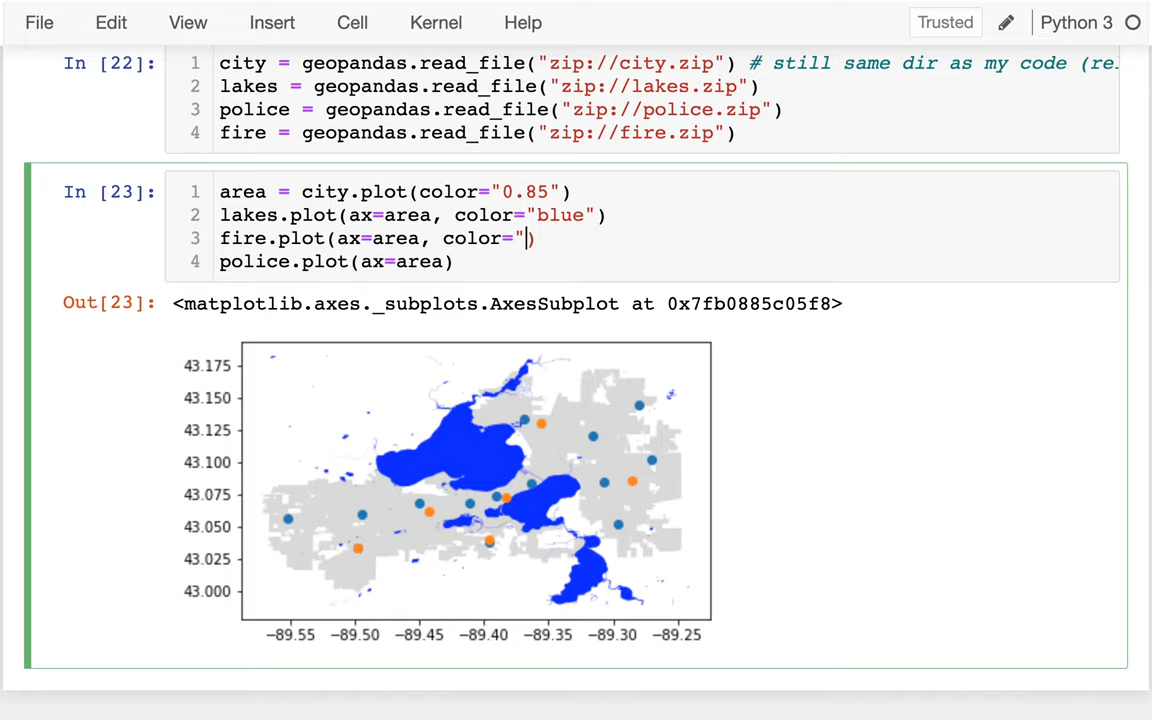 File Edit View Insert Cell Kernel Help Trusted Python 3
In [22]:
1 city = geopandas.read_file("zip://city.zip") # still same dir as my code (re
2 lakes = geopandas.read_file("zip://lakes.zip")
3 police = geopandas.read_file("zip://police.zip")
4 fire = geopandas.read_file("zip://fire.zip")
In [23]:
1 area = city.plot(color="0.85")
2 lakes.plot(ax=area, color="blue")
3 fire.plot(ax=area, color=")
4 police.plot(ax=area)
Out[23]: <matplotlib.axes._subplots.AxesSubplot at 0x7fb0885c05f8>
43.175
43.150
43.125
43.100
43.075
43.050
43.025
43.000
−89.55 −89.50 −89.45 −89.40 −89.35 −89.30 −89.25